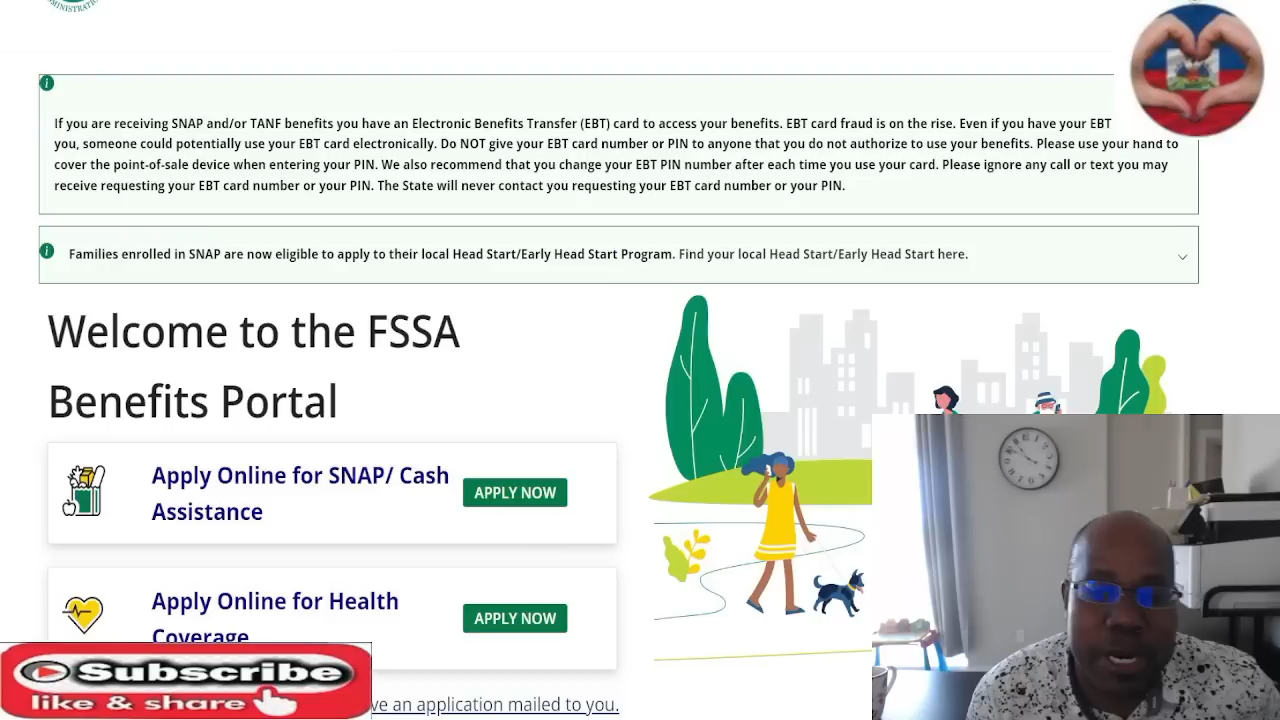 MINISTRATION
If you are receiving SNAP and/or TANF benefits you have an Electronic Benefits Transfer (EBT) card to access your benefits. EBT card fraud is on the rise. Even if you have your EBT
you, someone could potentially use your EBT card electronically. Do NOT give your EBT card number or PIN to anyone that you do not authorize to use your benefits. Please use your hand to
cover the point-of-sale device when entering your PIN. We also recommend that you change your EBT PIN number after each time you use your card. Please ignore any call or text you may
receive requesting your EBT card number or your PIN. The State will never contact you requesting your EBT card number or your PIN.
Families enrolled in SNAP are now eligible to apply to their local Head Start/Early Head Start Program. Find your local Head Start/Early Head Start here.
Welcome to the FSSA
Benefits Portal
Apply Online for SNAP/ Cash
Assistance
APPLY NOW
Apply Online for Health
Coverage
APPLY NOW
Subscribe
like & share
ve an application mailed to you.